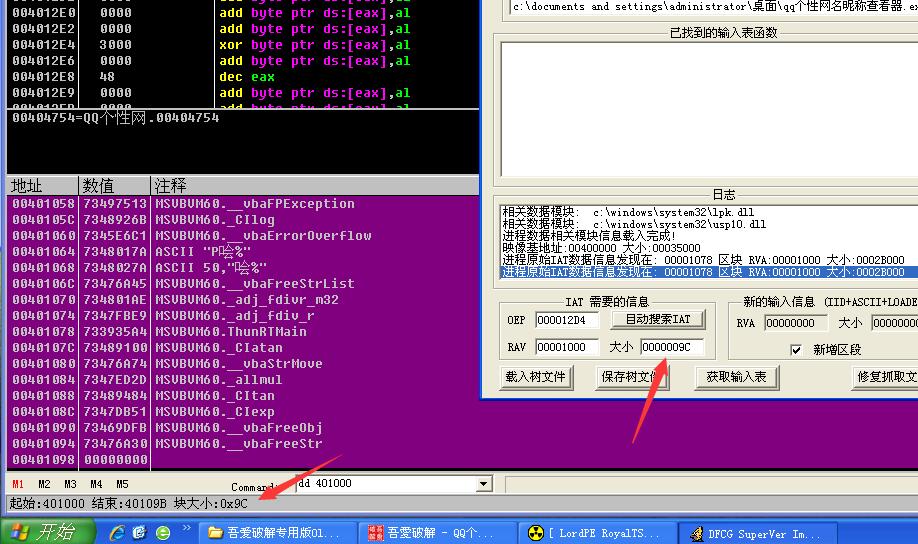 004012E0 0000 add byte ptr ds:[eax],al
004012E2 0000 add byte ptr ds:[eax],al
004012E4 3000 xor byte ptr ds:[eax],al
004012E6 0000 add byte ptr ds:[eax],al
004012E8 48 dec eax
004012E9 0000 add byte ptr ds:[eax],al
00404754=QQ个性网.00404754
地址 数值 注释
00401058 73497513 MSVBVM60.__vbaFPException
0040105C 7348926B MSVBVM60._CIlog
00401060 7345E6C1 MSVBVM60.__vbaErrorOverflow
00401064 7348017A ASCII "P哙%"
00401068 7348027A ASCII 50,"哙%"
0040106C 73476A45 MSVBVM60.__vbaFreeStrList
00401070 734801AE MSVBVM60._adj_fdivr_m32
00401074 7347FBE9 MSVBVM60._adj_fdiv_r
00401078 733935A4 MSVBVM60.ThunRTMain
0040107C 73489100 MSVBVM60._CIatan
00401080 73476A74 MSVBVM60.__vbaStrMove
00401084 7347ED2D MSVBVM60._allmul
00401088 73489484 MSVBVM60._CItan
0040108C 7347DB51 MSVBVM60._CIexp
00401090 73469DFB MSVBVM60.__vbaFreeObj
00401094 73476A30 MSVBVM60.__vbaFreeStr
00401098 00000000
M1 M2 M3 M4 M5 Command: dd 401000
起始:401000 结束:40109B 块大小:0x9C
c:\documents and settings\administrator\桌面\qq个性网名昵称查看器.ex
已找到的输入表函数
日志
相关数据模块: c:\windows\system32\lpk.dll
相关数据模块: c:\windows\system32\usp10.dll
进程数据相关模块信息载入完成!
映像基地址:00400000 大小:00035000
进程原始IAT数据信息发现在: 00001078 区块 RVA:00001000 大小:0002B000
进程原始IAT数据信息发现在: 00001078 区块 RVA:00001000 大小:0002B000
IAT 需要的信息
OEP 000012D4 自动搜索IAT
RAV 00001000 大小 0000009C
新的输入信息 (IID+ASCII+LOADE
RVA 00000000 大小 0000000
新增区段
载入树文件 保存树文件 获取输入表 修复抓取文
开始 吾爱破解专用版Ol... 吾爱破解 - QQ个... [ LordPE RoyalTS... DFCG SuperVer Im...